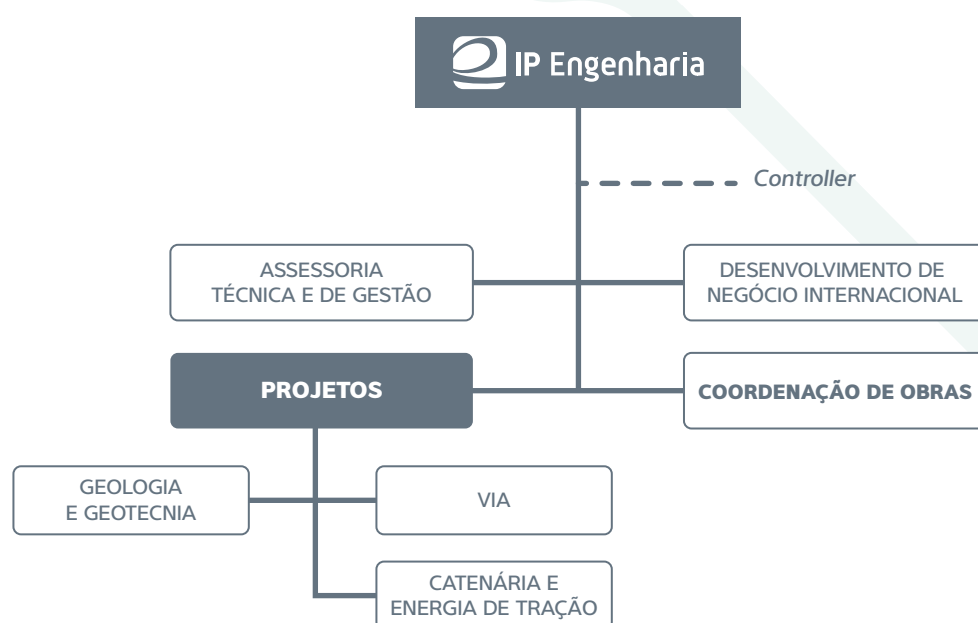 IP Engenharia
Controller
ASSESSORIA
TÉCNICA E DE GESTÃO
DESENVOLVIMENTO DE
NEGÓCIO INTERNACIONAL
PROJETOS
COORDENAÇÃO DE OBRAS
GEOLOGIA
E GEOTECNIA
VIA
CATENÁRIA E
ENERGIA DE TRAÇÃO